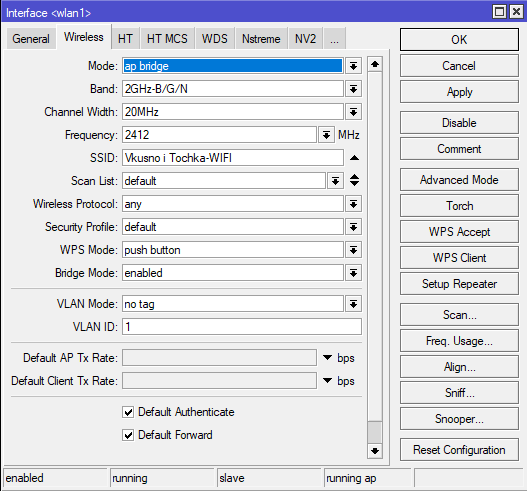 Interface <wlan1>
General Wireless HT HT MCS WDS Nstreme NV2 ...
Mode: ap bridge
Band: 2GHz-B/G/N
Channel Width: 20MHz
Frequency: 2412 MHz
SSID: Vkusno i Tochka-WIFI
Scan List: default
Wireless Protocol: any
Security Profile: default
WPS Mode: push button
Bridge Mode: enabled
VLAN Mode: no tag
VLAN ID: 1
Default AP Tx Rate: bps
Default Client Tx Rate: bps
Default Authenticate
Default Forward
OK
Cancel
Apply
Disable
Comment
Advanced Mode
Torch
WPS Accept
WPS Client
Setup Repeater
Scan...
Freq. Usage...
Align...
Sniff...
Snooper...
Reset Configuration
enabled running slave running ap